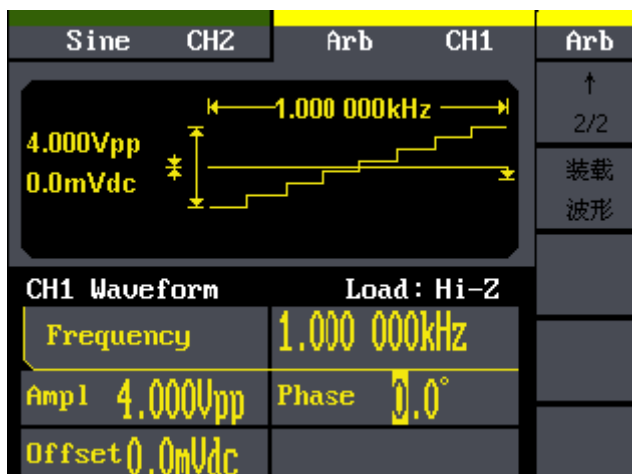 Sine CH2 Arb CH1 Arb
↑
2/2
1.000 000kHz
4.000Vpp
0.0mVdc
装载
波形
CH1 Waveform Load: Hi-Z
Frequency 1.000 000kHz
Ampl 4.000Vpp Phase 0.0°
Offset 0.0mVdc